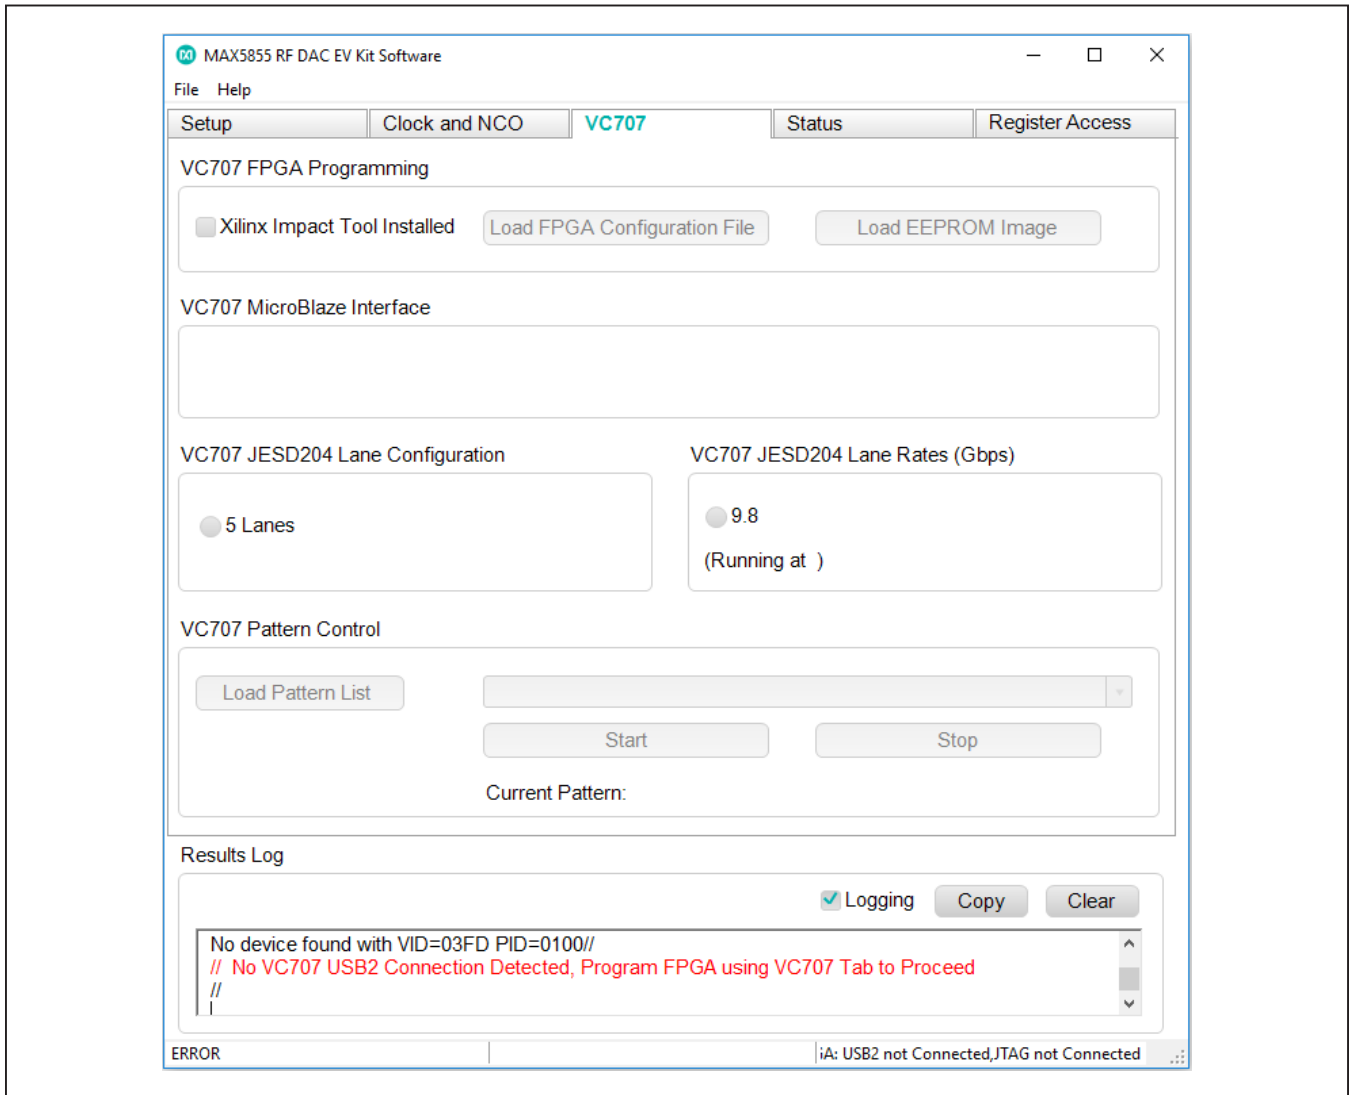 MAX5855 RF DAC EV Kit Software
File Help
Setup Clock and NCO VC707 Status Register Access
VC707 FPGA Programming
Xilinx Impact Tool Installed Load FPGA Configuration File Load EEPROM Image
VC707 MicroBlaze Interface
VC707 JESD204 Lane Configuration VC707 JESD204 Lane Rates (Gbps)
5 Lanes 9.8
(Running at )
VC707 Pattern Control
Load Pattern List
Start Stop
Current Pattern:
Results Log
Logging Copy Clear
No device found with VID=03FD PID=0100//
// No VC707 USB2 Connection Detected, Program FPGA using VC707 Tab to Proceed
//
ERROR iA: USB2 not Connected,JTAG not Connected